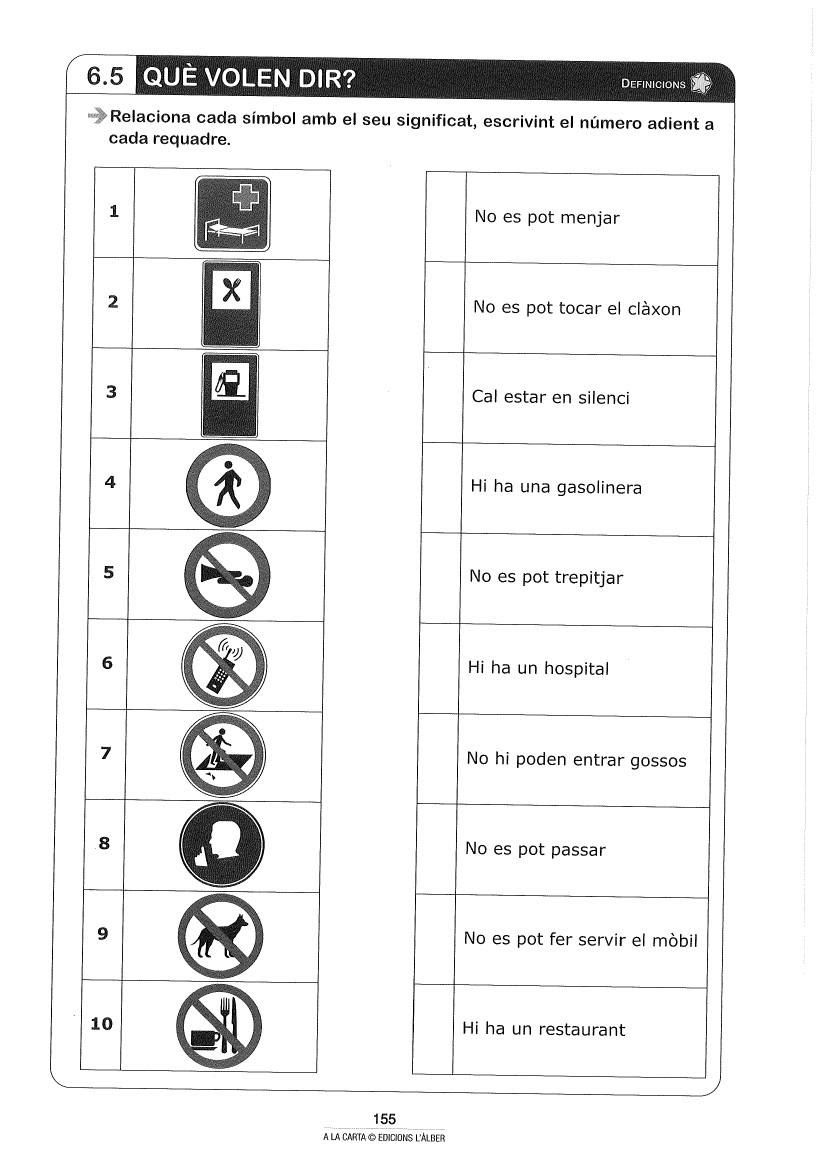 6.5 QUÈ VOLEN DIR? DEFINICIONS
Relaciona cada símbol amb el seu significat, escrivint el número adient a
cada requadre.
1 No es pot menjar
2 No es pot tocar el clàxon
3 Cal estar en silenci
4 Hi ha una gasolinera
5 No es pot trepitjar
6 Hi ha un hospital
7 No hi poden entrar gossos
8 No es pot passar
9 No es pot fer servir el mòbil
10 Hi ha un restaurant
155
A LA CARTA © EDICIONS L'ÀLBER